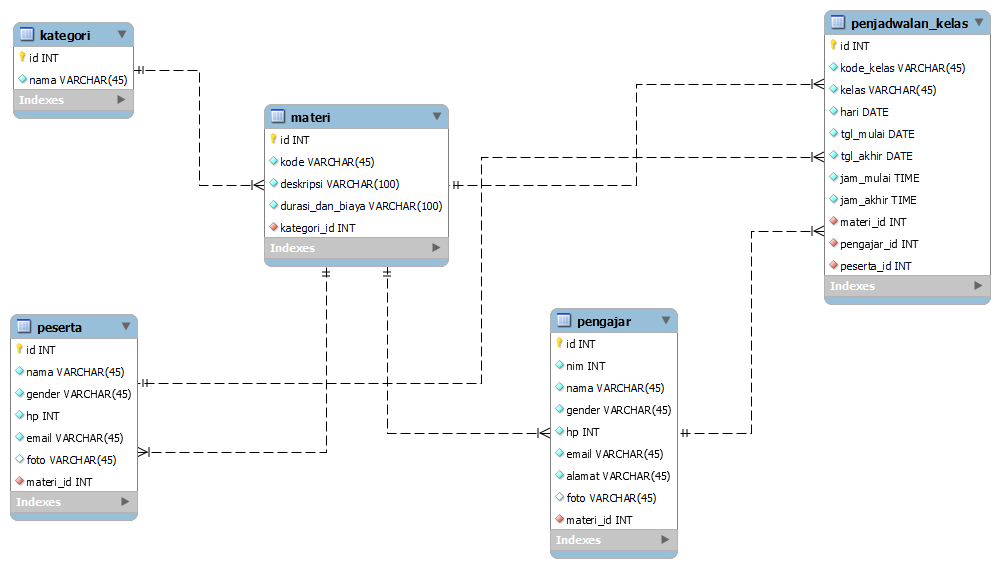 kategori
id INT
nama VARCHAR(45)
Indexes
materi
id INT
kode VARCHAR(45)
deskripsi VARCHAR(100)
durasi_dan_biaya VARCHAR(100)
kategori_id INT
Indexes
penjadwalan_kelas
id INT
kode_kelas VARCHAR(45)
kelas VARCHAR(45)
hari DATE
tgl_mulai DATE
tgl_akhir DATE
jam_mulai TIME
jam_akhir TIME
materi_id INT
pengajar_id INT
peserta_id INT
Indexes
peserta
id INT
nama VARCHAR(45)
gender VARCHAR(45)
hp INT
email VARCHAR(45)
foto VARCHAR(45)
materi_id INT
Indexes
pengajar
id INT
nim INT
nama VARCHAR(45)
gender VARCHAR(45)
hp INT
email VARCHAR(45)
alamat VARCHAR(45)
foto VARCHAR(45)
materi_id INT
Indexes